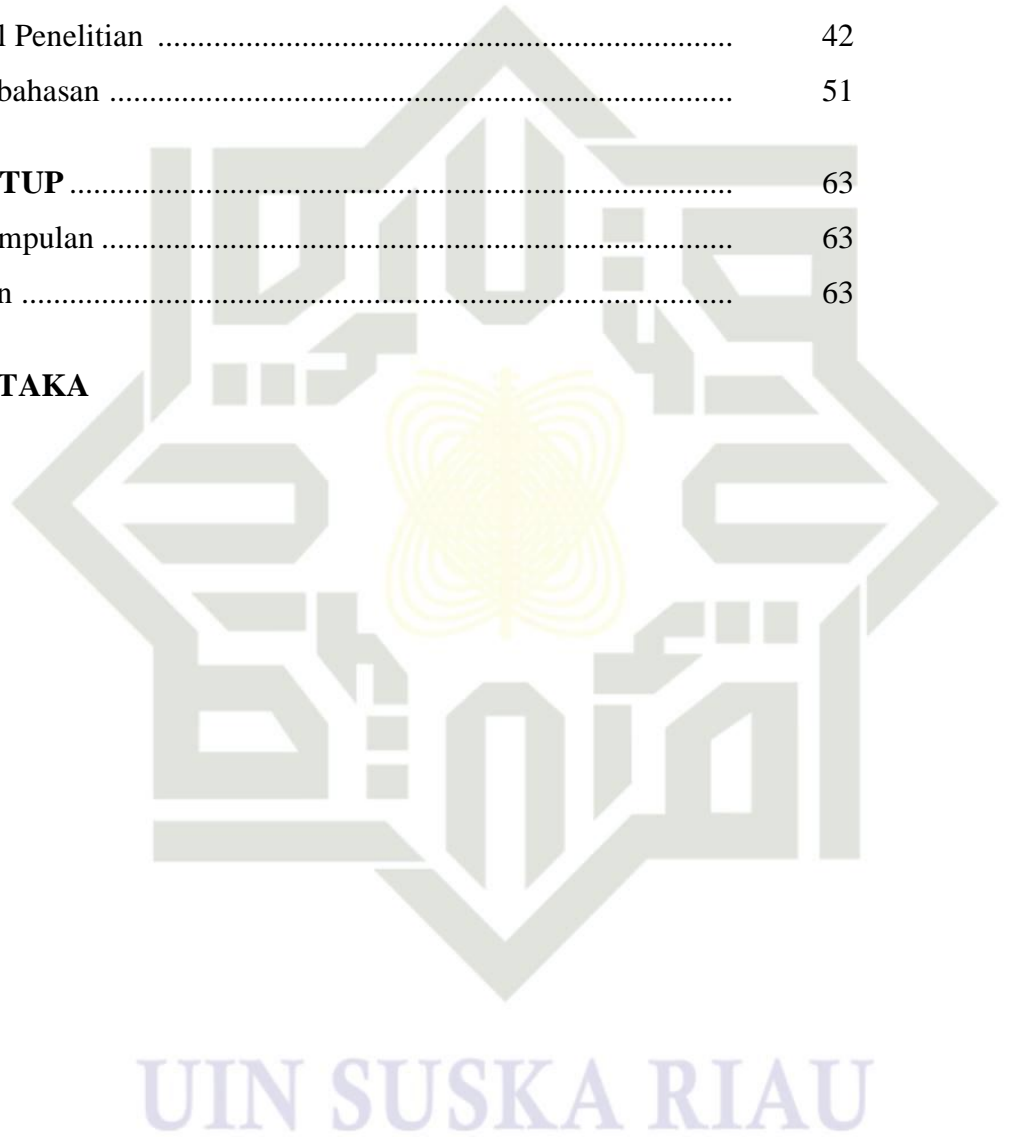 l Penelitian ........................................................................ 42
bahasan .............................................................................. 51
TUP ................................................................................... 63
mpulan ............................................................................... 63
n ......................................................................................... 63
TAKA
UIN SUSKA RIAU